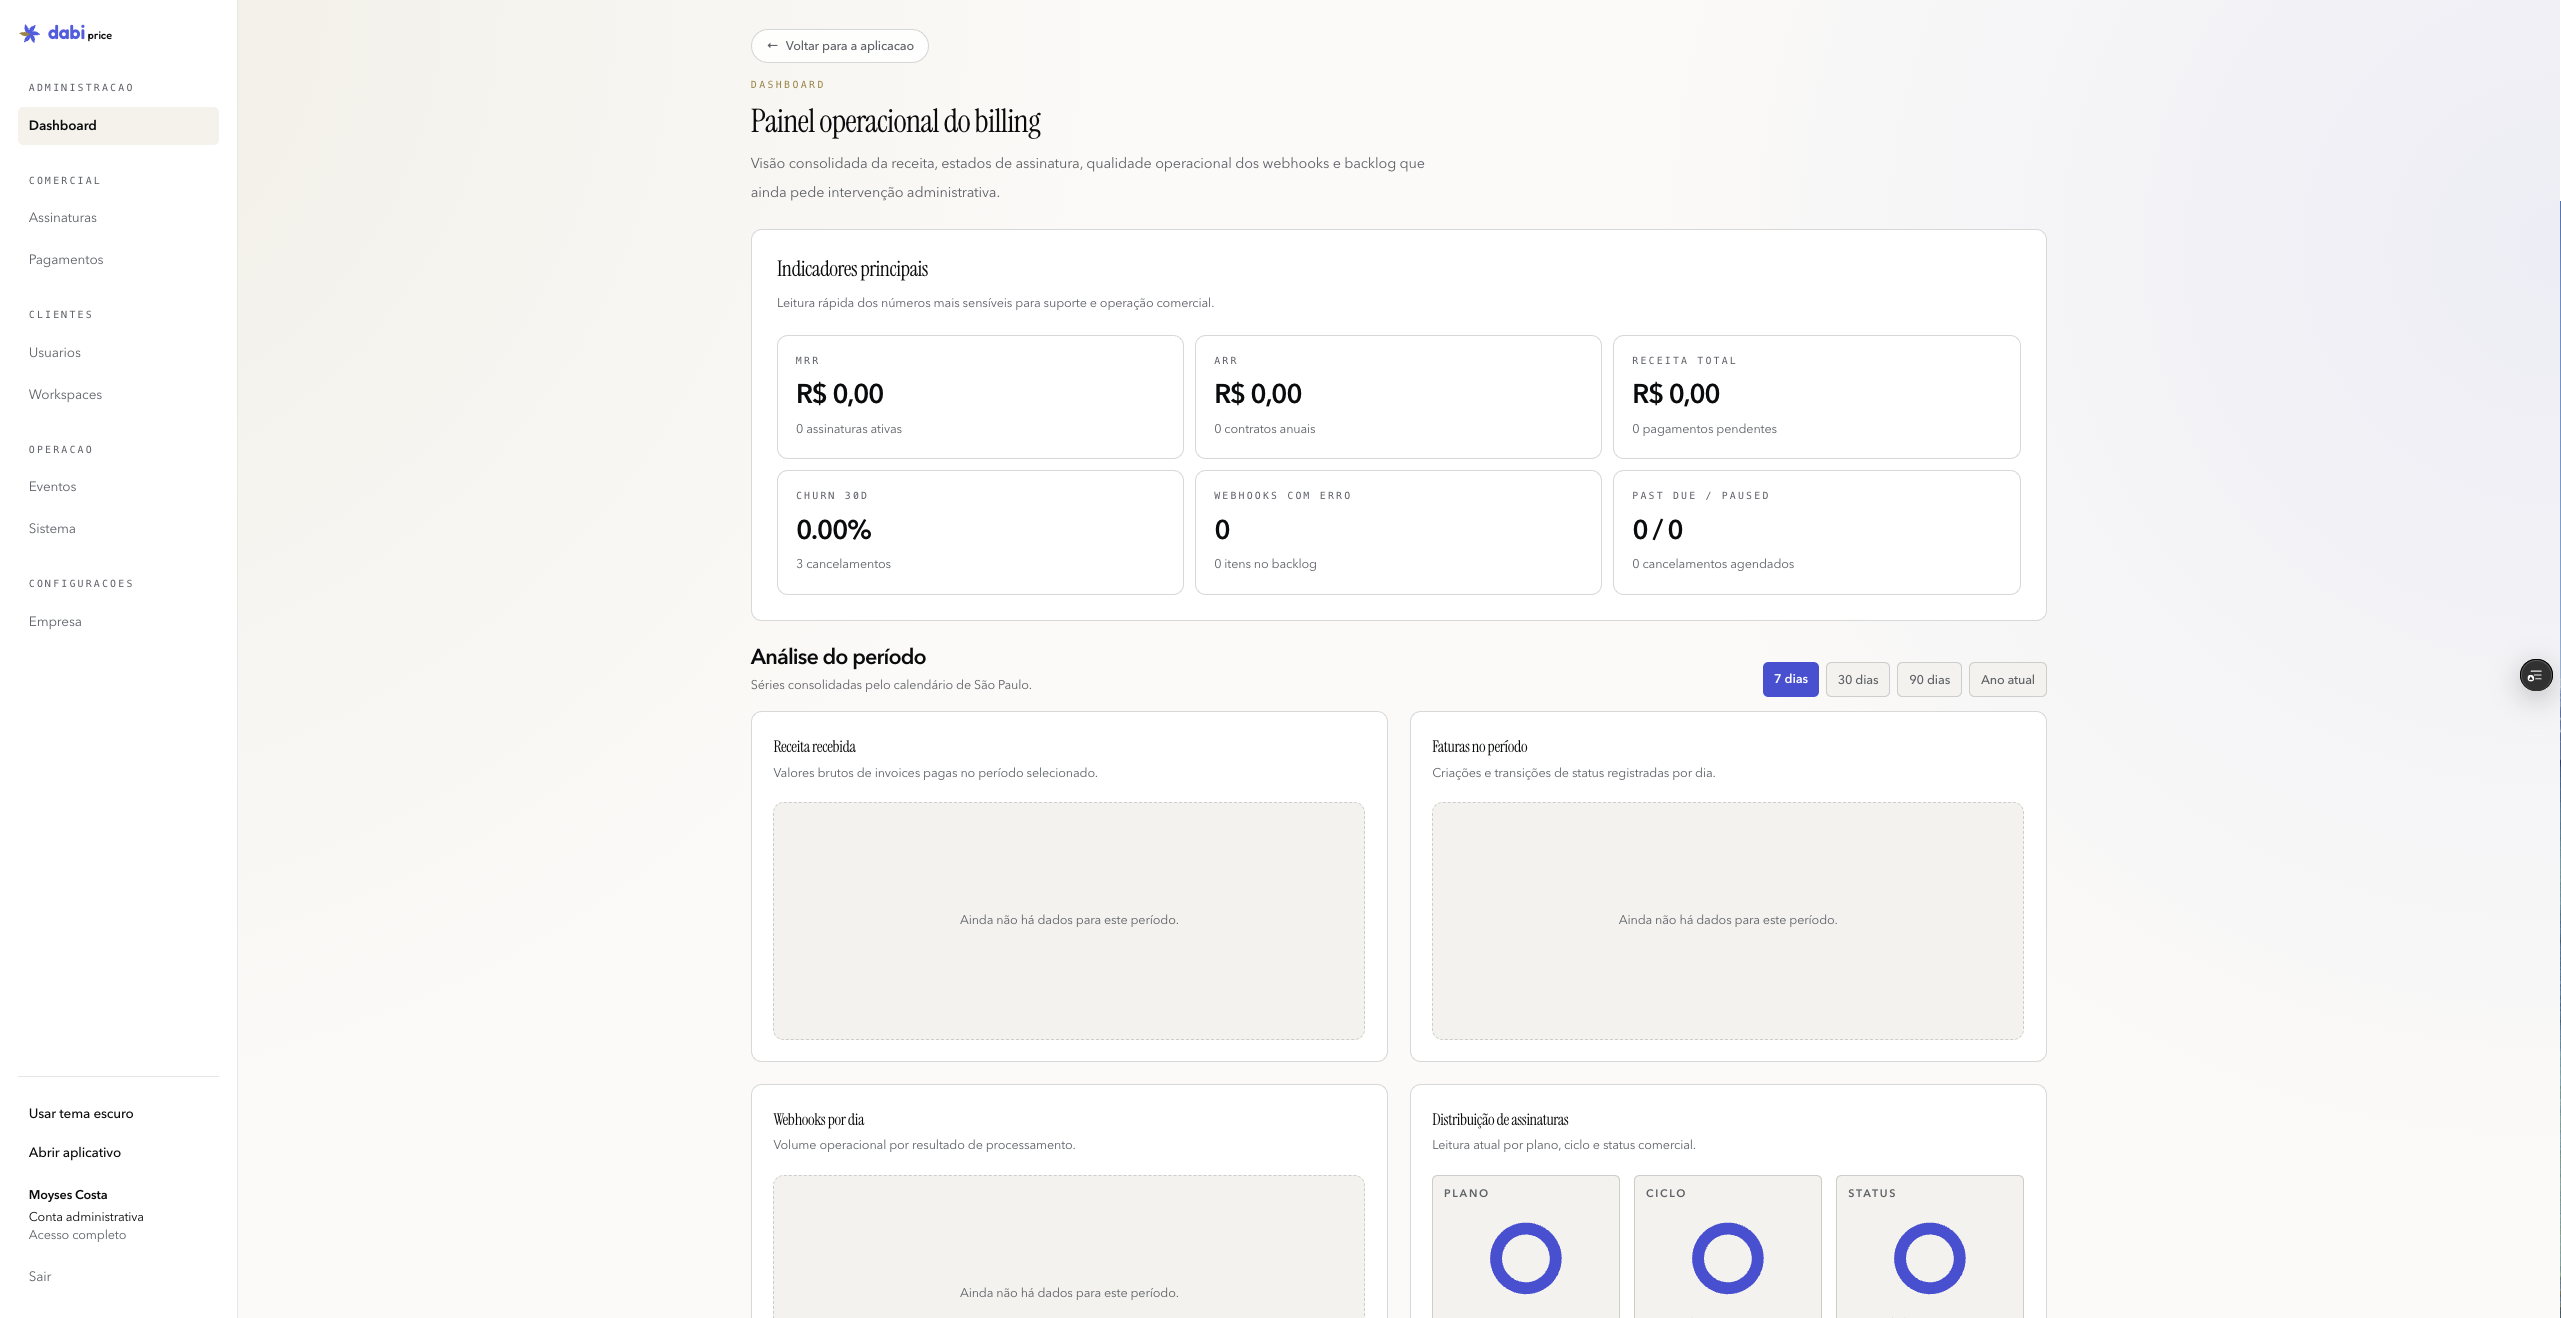 dabi price
ADMINISTRACAO
Dashboard
COMERCIAL
Assinaturas
Pagamentos
CLIENTES
Usuarios
Workspaces
OPERACAO
Eventos
Sistema
CONFIGURACOES
Empresa
Usar tema escuro
Abrir aplicativo
Moyses Costa
Conta administrativa
Acesso completo
Sair
← Voltar para a aplicacao
DASHBOARD
Painel operacional do billing
Visão consolidada da receita, estados de assinatura, qualidade operacional dos webhooks e backlog que
ainda pede intervenção administrativa.
Indicadores principais
Leitura rápida dos números mais sensíveis para suporte e operação comercial.
MRR
R$ 0,00
0 assinaturas ativas
ARR
R$ 0,00
0 contratos anuais
RECEITA TOTAL
R$ 0,00
0 pagamentos pendentes
CHURN 30D
0.00%
3 cancelamentos
WEBHOOKS COM ERRO
0
0 itens no backlog
PAST DUE / PAUSED
0 / 0
0 cancelamentos agendados
Análise do período
Séries consolidadas pelo calendário de São Paulo.
7 dias
30 dias
90 dias
Ano atual
Receita recebida
Valores brutos de invoices pagas no período selecionado.
Ainda não há dados para este período.
Faturas no período
Criações e transições de status registradas por dia.
Ainda não há dados para este período.
Webhooks por dia
Volume operacional por resultado de processamento.
Ainda não há dados para este período.
Distribuição de assinaturas
Leitura atual por plano, ciclo e status comercial.
PLANO
CICLO
STATUS